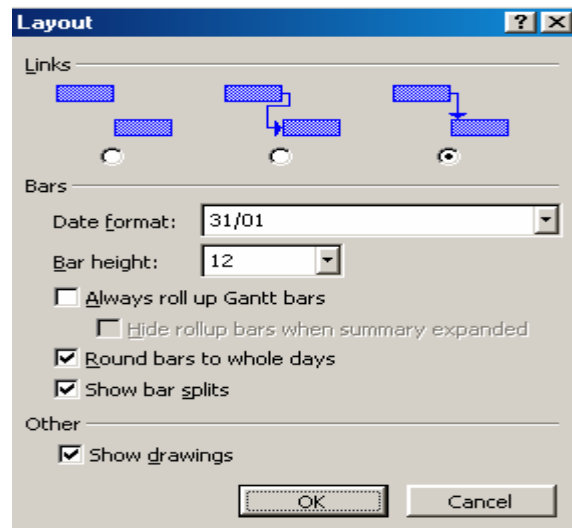 Layout
Links
Bars
Date format: 31/01
Bar height: 12
Always roll up Gantt bars
Hide rollup bars when summary expanded
Round bars to whole days
Show bar splits
Other
Show drawings
OK Cancel